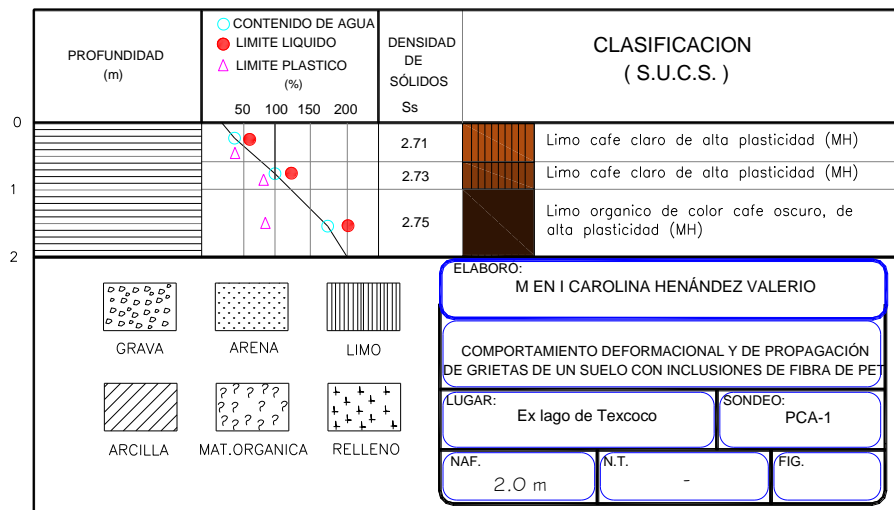 PROFUNDIDAD
(m)
CONTENIDO DE AGUA
LIMITE LIQUIDO
LIMITE PLASTICO
(%)
50 100 150 200
DENSIDAD
DE
SÓLIDOS
Ss
CLASIFICACION
( S.U.C.S. )
0
2.71
Limo cafe claro de alta plasticidad (MH)
2.73
Limo cafe claro de alta plasticidad (MH)
1
2.75
Limo organico de color cafe oscuro, de
alta plasticidad (MH)
2
GRAVA
ARENA
LIMO
ARCILLA
MAT.ORGANICA
RELLENO
ELABORO:
M EN I CAROLINA HENÁNDEZ VALERIO
COMPORTAMIENTO DEFORMACIONAL Y DE PROPAGACIÓN
DE GRIETAS DE UN SUELO CON INCLUSIONES DE FIBRA DE PET
LUGAR:
Ex lago de Texcoco
SONDEO:
PCA-1
NAF.
2.0 m
N.T.
-
FIG.